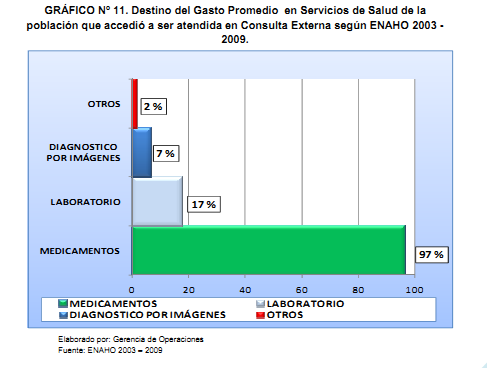 GRÁFICO Nº 11. Destino del Gasto Promedio en Servicios de Salud de la
población que accedió a ser atendida en Consulta Externa según ENAHO 2003 -
2009.
OTROS
2 %
DIAGNOSTICO
POR IMÁGENES
7 %
LABORATORIO
17 %
MEDICAMENTOS
97 %
0 20 40 60 80 100
MEDICAMENTOS LABORATORIO
DIAGNOSTICO POR IMÁGENES OTROS
Elaborado por: Gerencia de Operaciones
Fuente: ENAHO 2003 – 2009